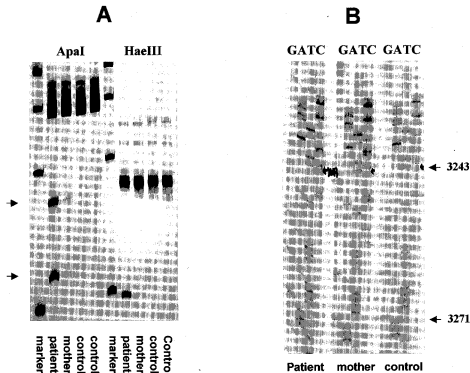 A
ApaI HaeIII
marker
patient
mother
control
control
marker
patient
mother
control
Contro
B
GATC GATC GATC
3243
3271
Patient mother control